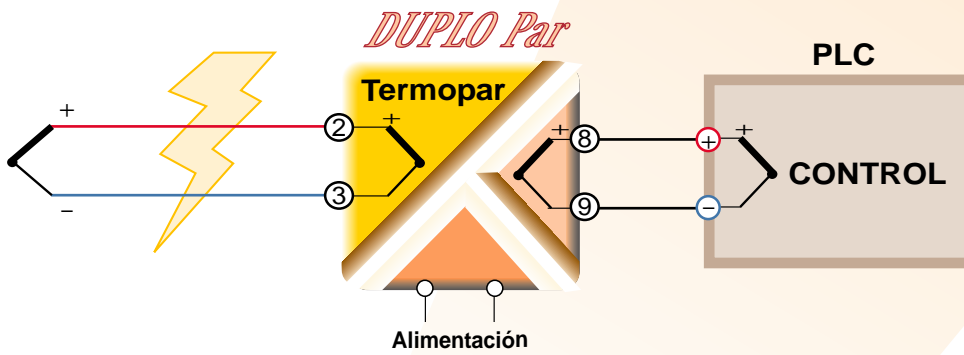 DUPLO Par
PLC
Termopar
+ 2 + + 8 + +
CONTROL
− 3 9 −
Alimentación